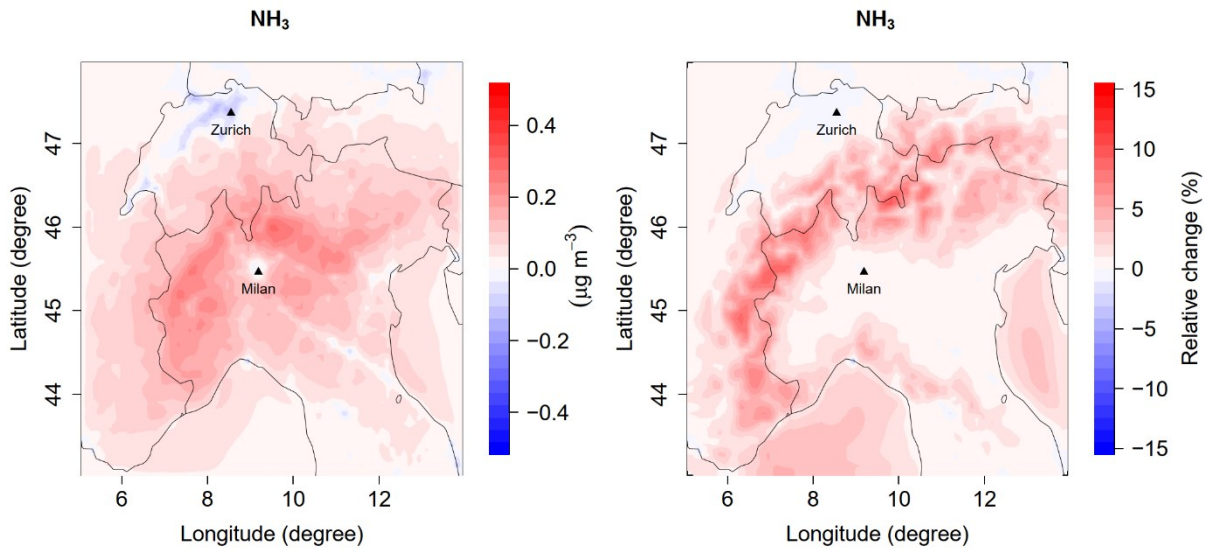 NH₃
Latitude (degree)
47
46
45
44
Zurich
Milan
6
8
10
12
Longitude (degree)
0.4
0.2
0.0
−0.2
−0.4
(µg m⁻³)
NH₃
Latitude (degree)
47
46
45
44
Zurich
Milan
6
8
10
12
Longitude (degree)
15
10
5
0
−5
−10
−15
Relative change (%)